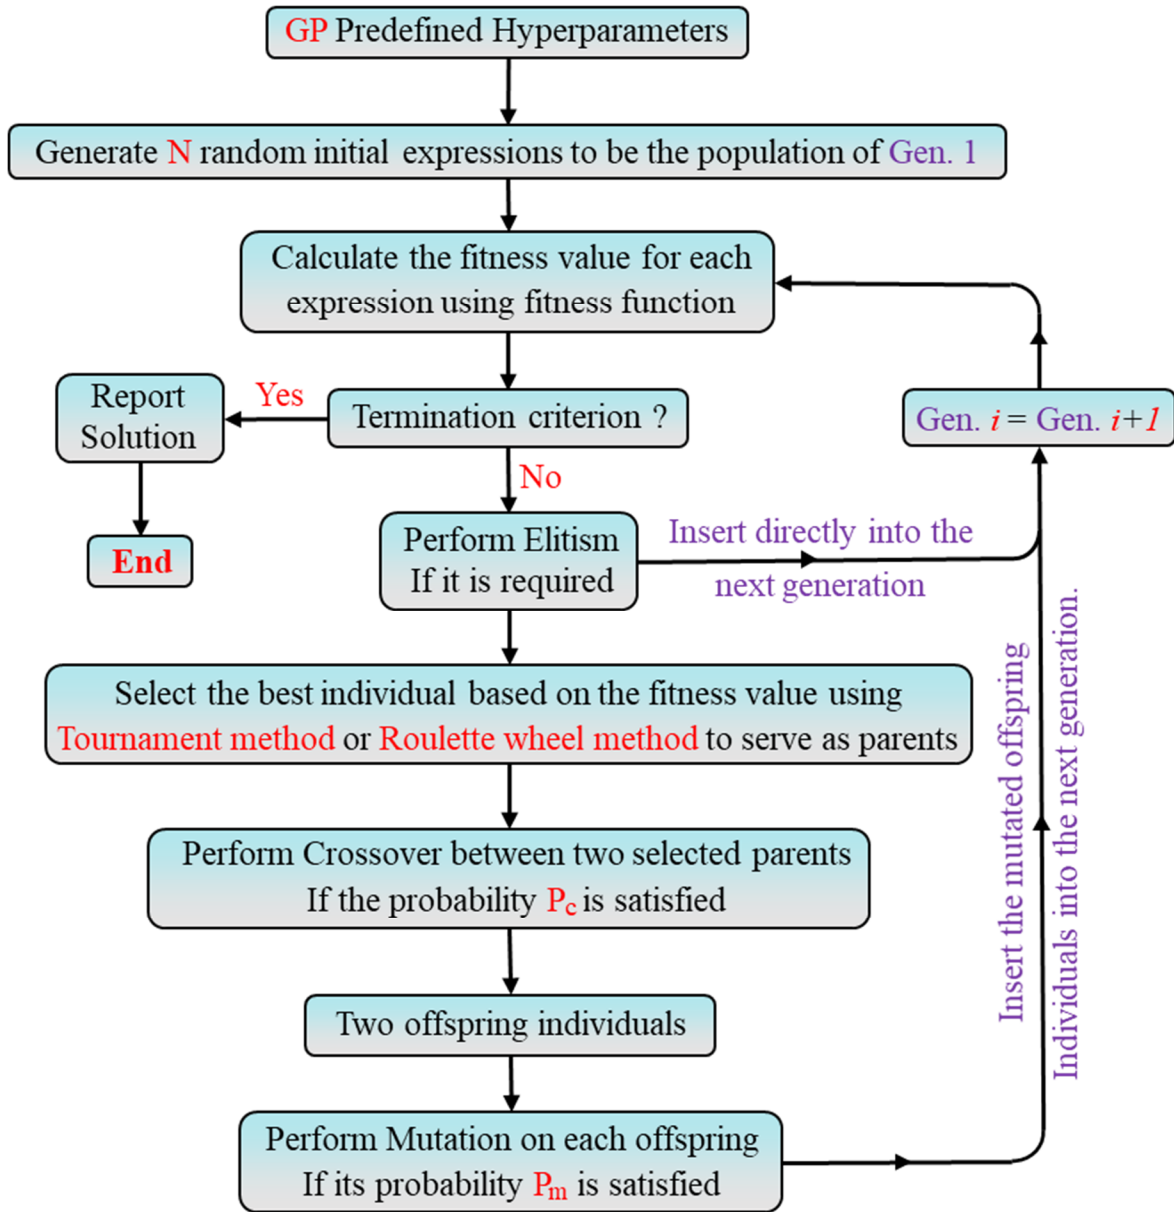 GP Predefined Hyperparameters
Generate N random initial expressions to be the population of Gen. 1
Calculate the fitness value for each
expression using fitness function
Termination criterion ?
Yes
Report
Solution
End
No
Gen. i = Gen. i+1
Perform Elitism
If it is required
Insert directly into the
next generation
Select the best individual based on the fitness value using
Tournament method or Roulette wheel method to serve as parents
Perform Crossover between two selected parents
If the probability Pc is satisfied
Two offspring individuals
Perform Mutation on each offspring
If its probability Pm is satisfied
Insert the mutated offspring
Individuals into the next generation.